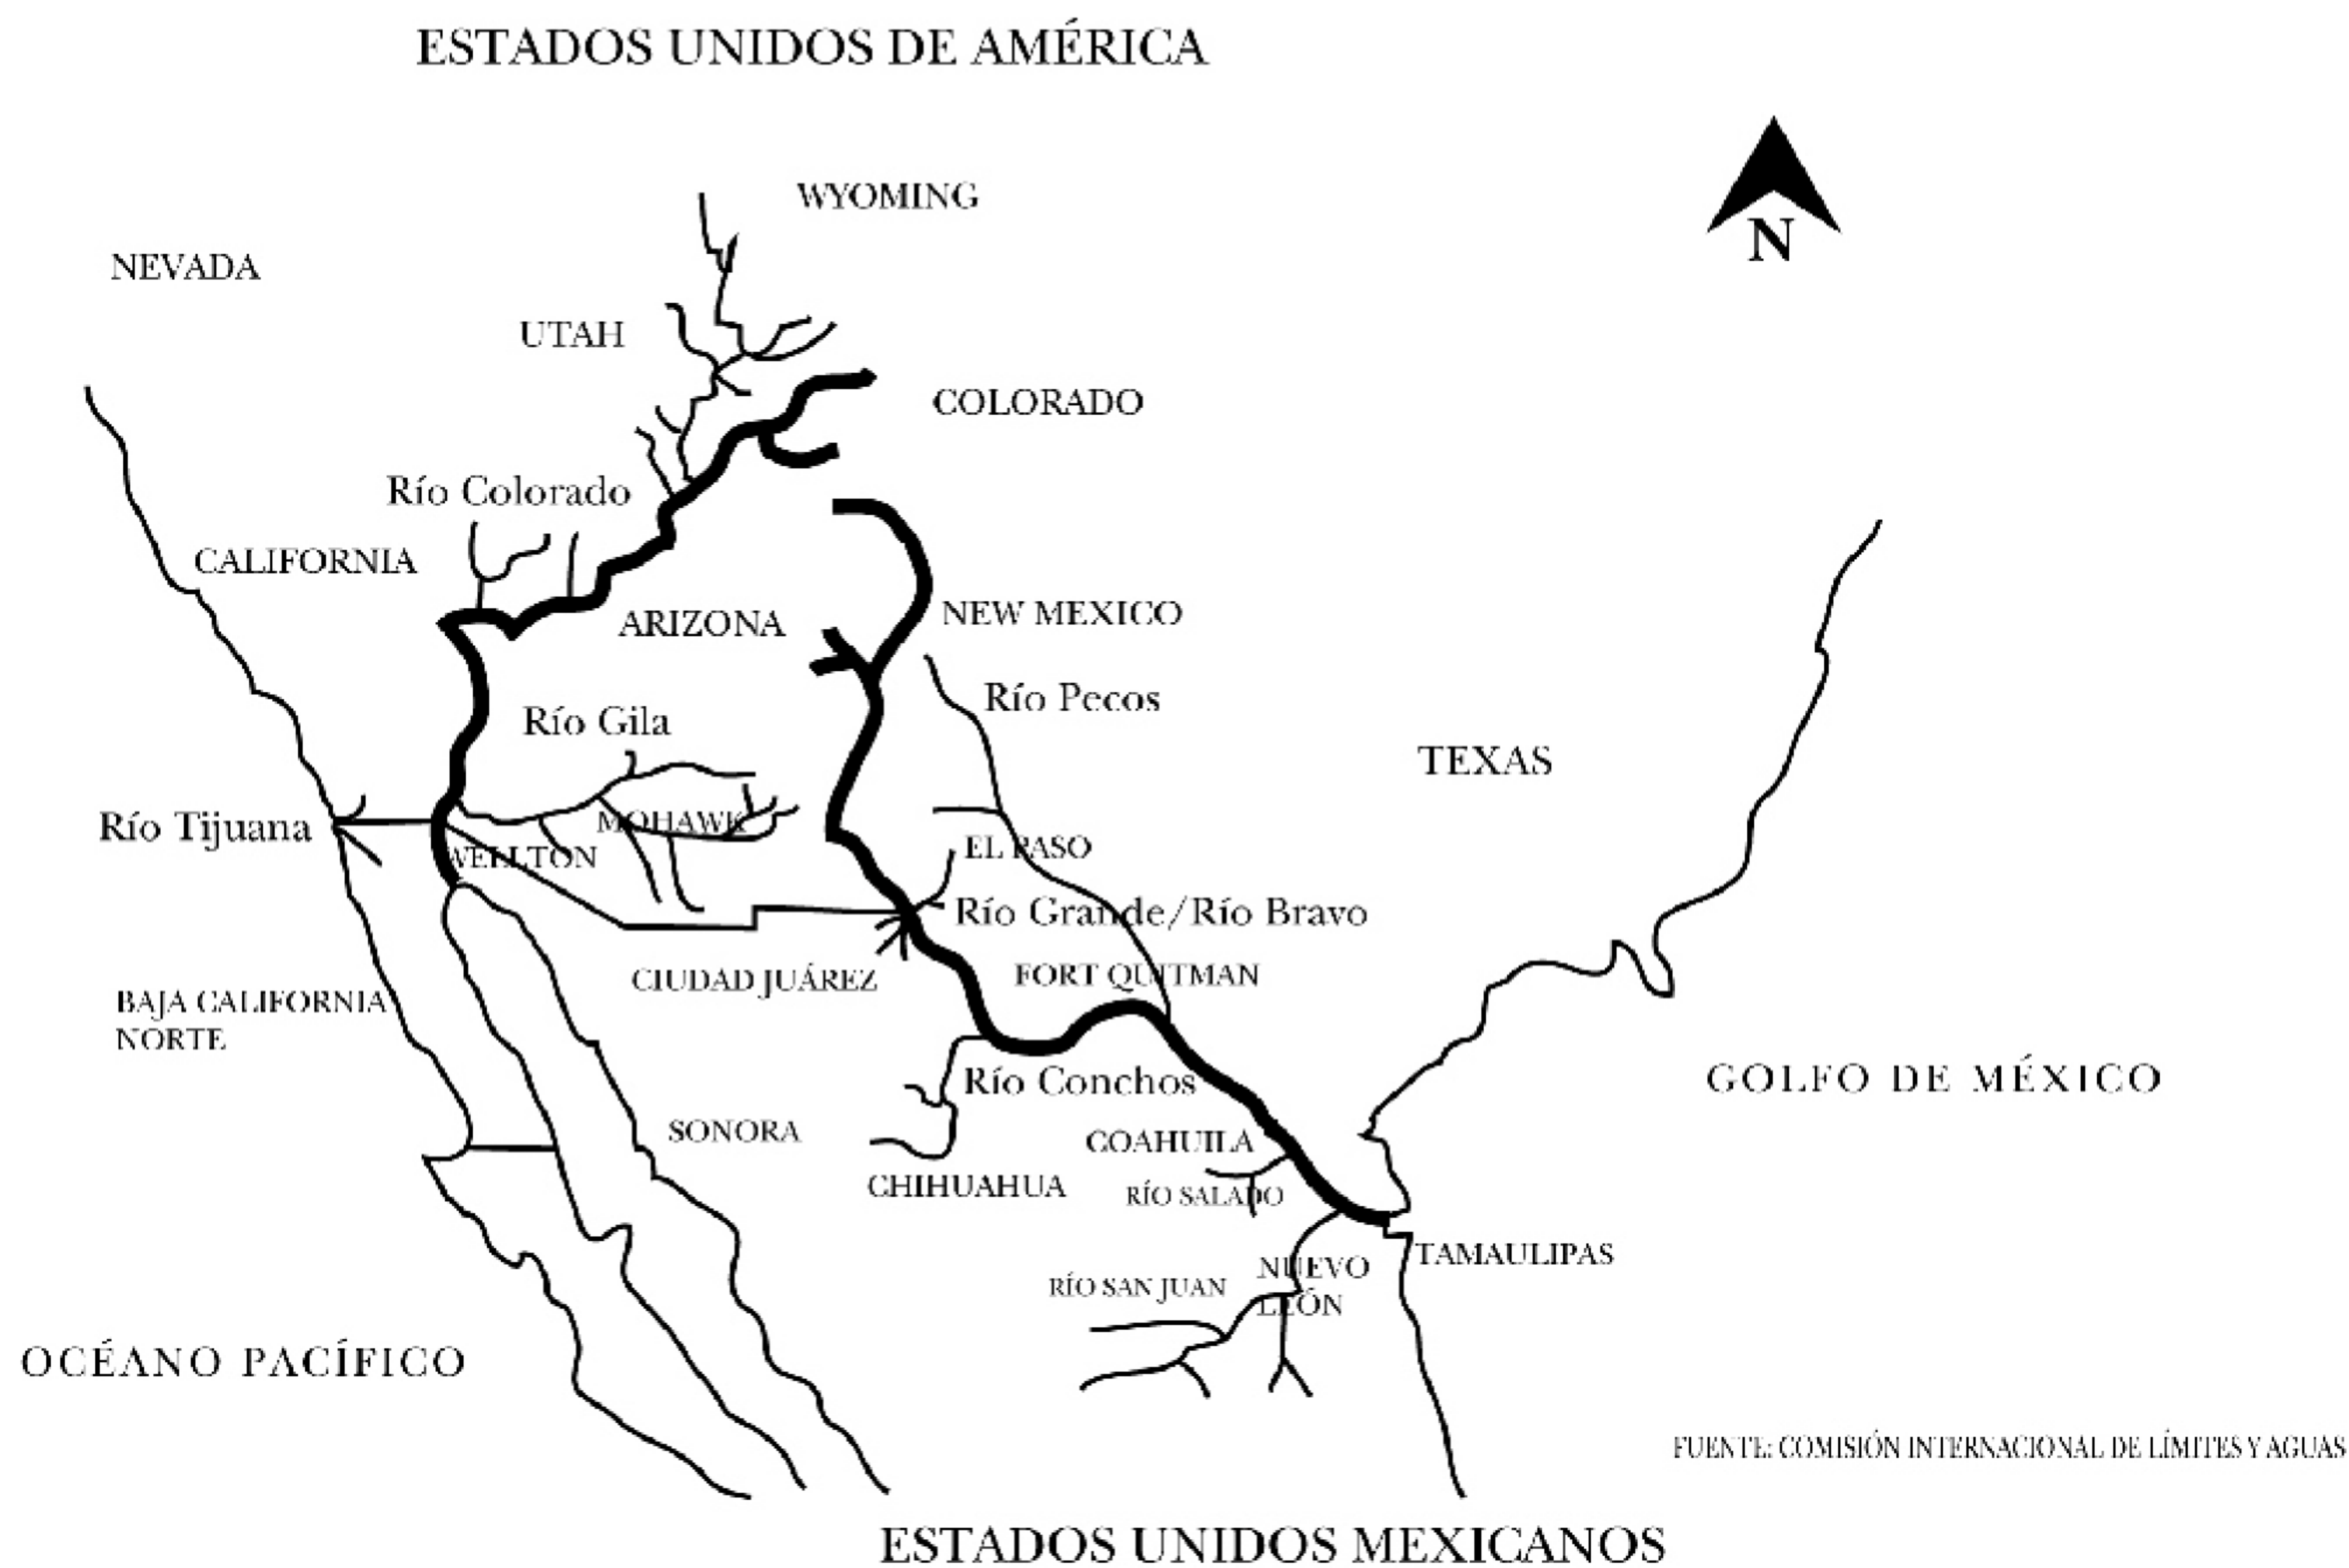 ESTADOS UNIDOS DE AMÉRICA
WYOMING
N
NEVADA
UTAH
COLORADO
Río Colorado
CALIFORNIA
ARIZONA
NEW MEXICO
Río Pecos
Río Gila
TEXAS
Río Tijuana
MOHAWK
WELLTON
EL PASO
Río Grande/Río Bravo
CIUDAD JUÁREZ
FORT QUITMAN
BAJA CALIFORNIA
NORTE
Río Conchos
GOLFO DE MÉXICO
SONORA
COAHUILA
CHIHUAHUA
RÍO SALADO
TAMAULIPAS
NUEVO
LEÓN
RÍO SAN JUAN
OCÉANO PACÍFICO
FUENTE: COMISIÓN INTERNACIONAL DE LÍMITES Y AGUAS
ESTADOS UNIDOS MEXICANOS